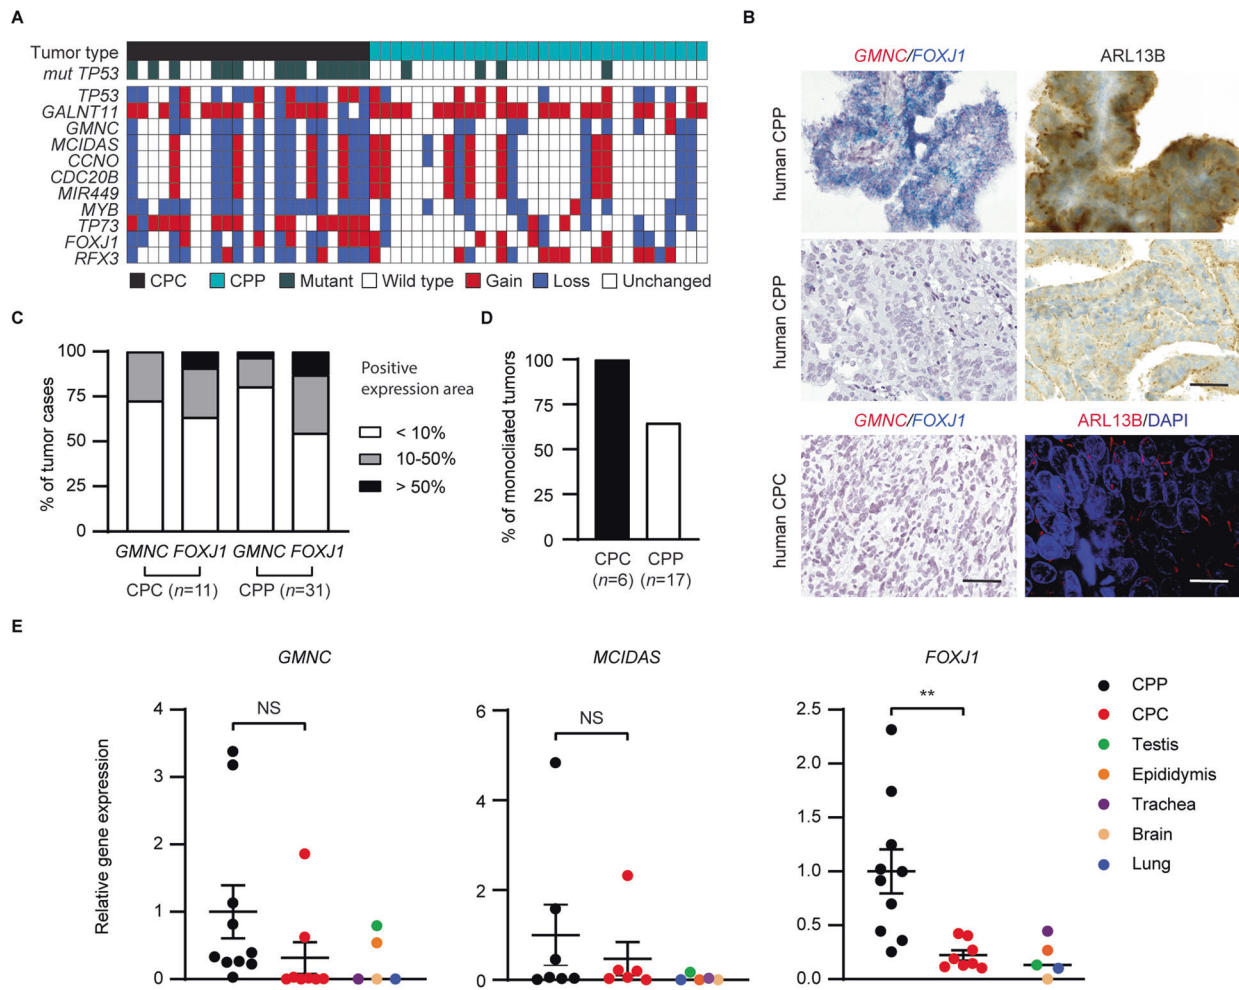 A
Tumor type
mut TP53
TP53
GALNT11
GMNC
MCIDAS
CCNO
CDC20B
MIR449
MYB
TP73
FOXJ1
RFX3
CPC CPP Mutant Wild type Gain Loss Unchanged
B
GMNC/FOXJ1 ARL13B
human CPP
human CPP
GMNC/FOXJ1 ARL13B/DAPI
human CPC
C
% of tumor cases
100
75
50
25
0
GMNC FOXJ1 GMNC FOXJ1
CPC (n=11) CPP (n=31)
Positive
expression area
< 10%
10-50%
> 50%
D
% of monociliated tumors
100
75
50
25
0
CPC CPP
(n=6) (n=17)
E
Relative gene expression
GMNC
NS
4
3
2
1
0
MCIDAS
NS
6
4
2
0
FOXJ1
**
2.5
2.0
1.5
1.0
0.5
0.0
CPP
CPC
Testis
Epididymis
Trachea
Brain
Lung